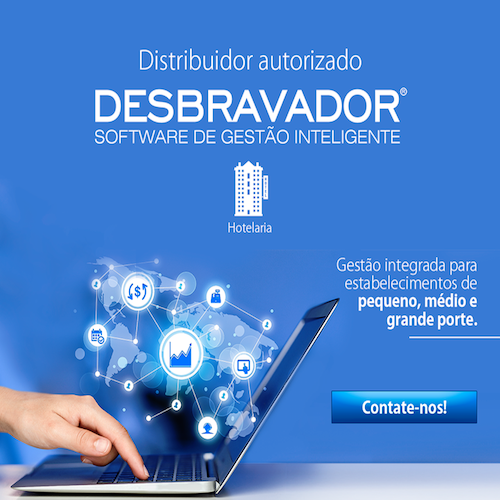 Distribuidor autorizado
DESBRAVADOR®
SOFTWARE DE GESTÃO INTELIGENTE
Hotelaria
Gestão integrada para
estabelecimentos de
pequeno, médio e
grande porte.
Contate-nos!